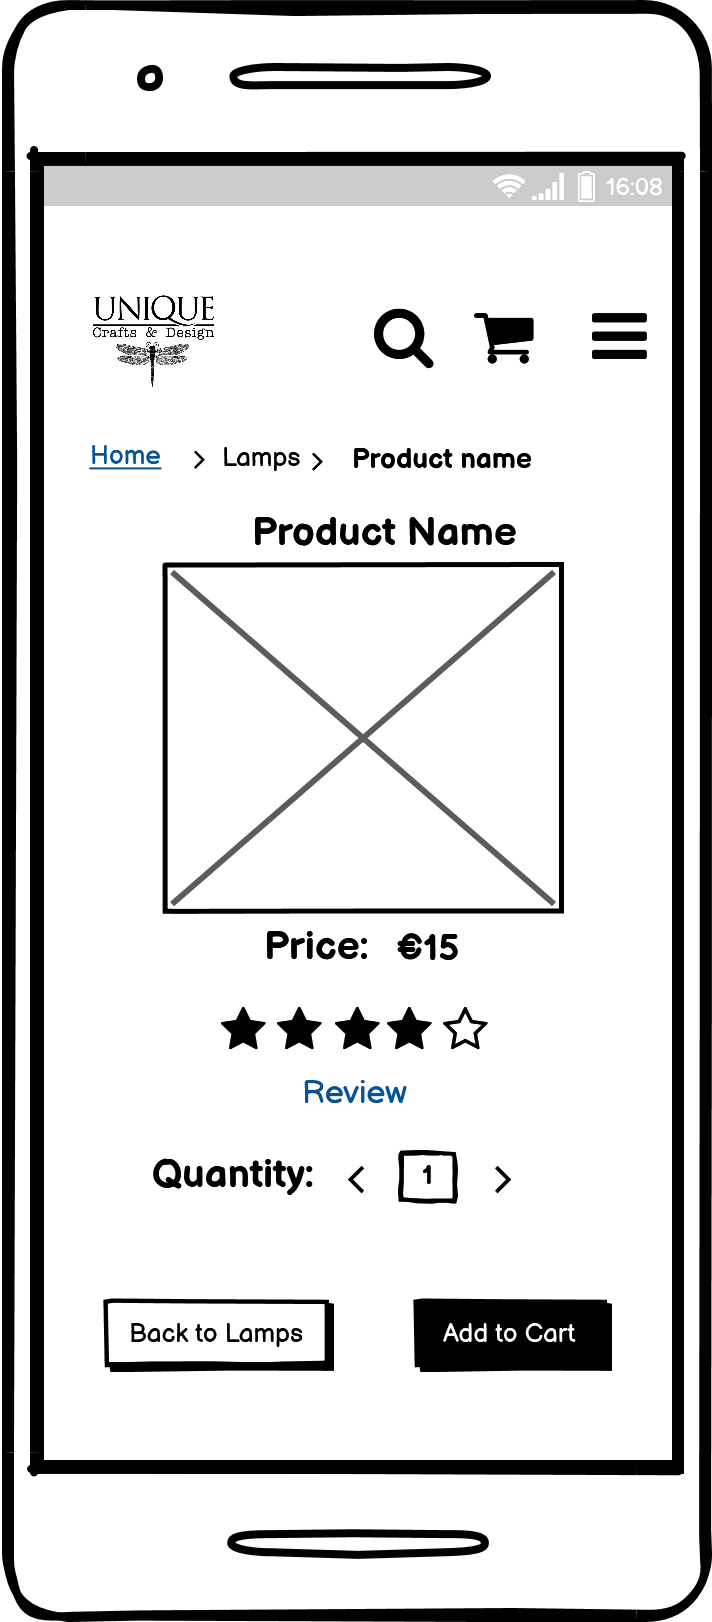 16:08
UNIQUE
Crafts & Design
Home > Lamps > Product name
Product Name
Price: €15
Review
Quantity: < 1 >
Back to Lamps
Add to Cart